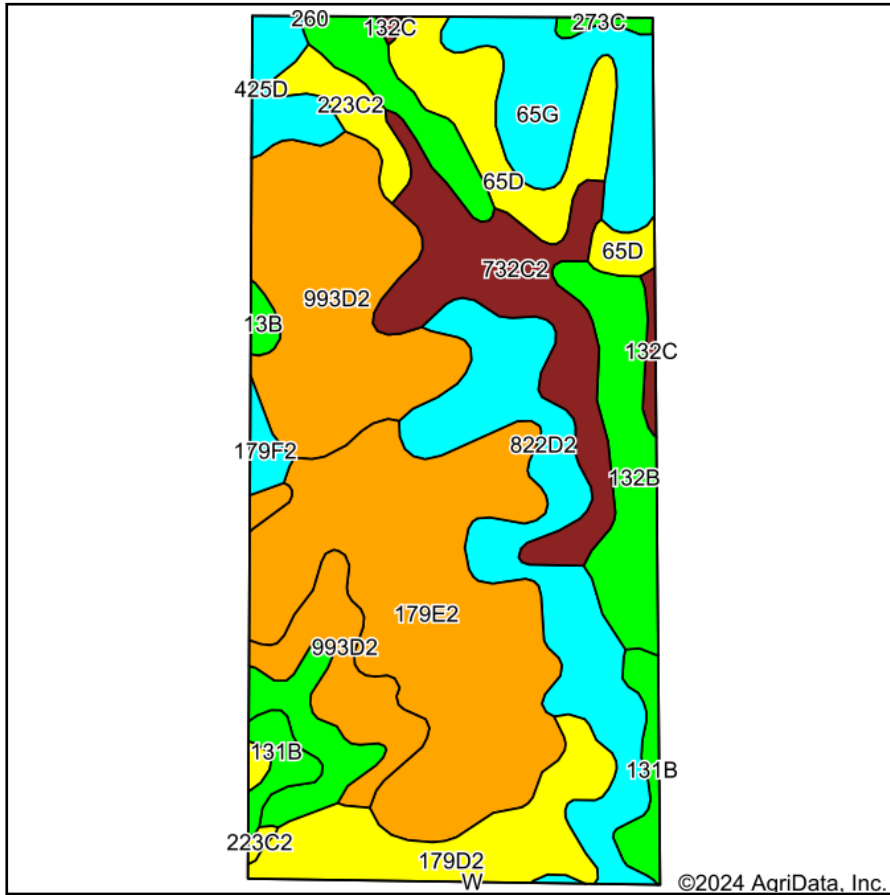 260
132C
273C
425D
223C2
65G
65D
65D
732C2
993D2
13B
132C
179F2
822D2
132B
179E2
993D2
131B
131B
223C2
179D2
W
©2024 AgriData, Inc.